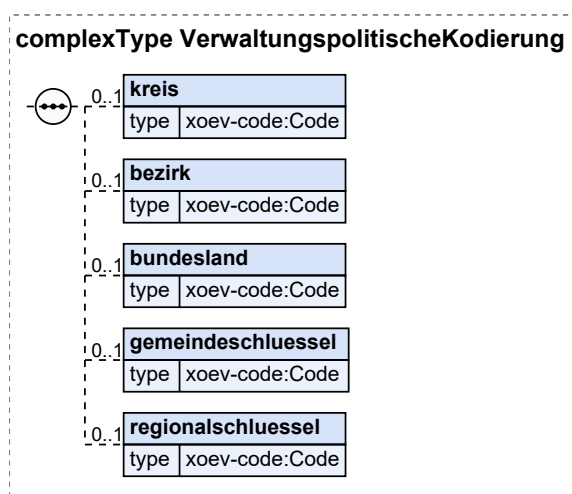 complexType VerwaltungspolitischeKodierung
0..1 kreis
type xoev-code:Code
0..1 bezirk
type xoev-code:Code
0..1 bundesland
type xoev-code:Code
0..1 gemeindeschluessel
type xoev-code:Code
0..1 regionalschluessel
type xoev-code:Code